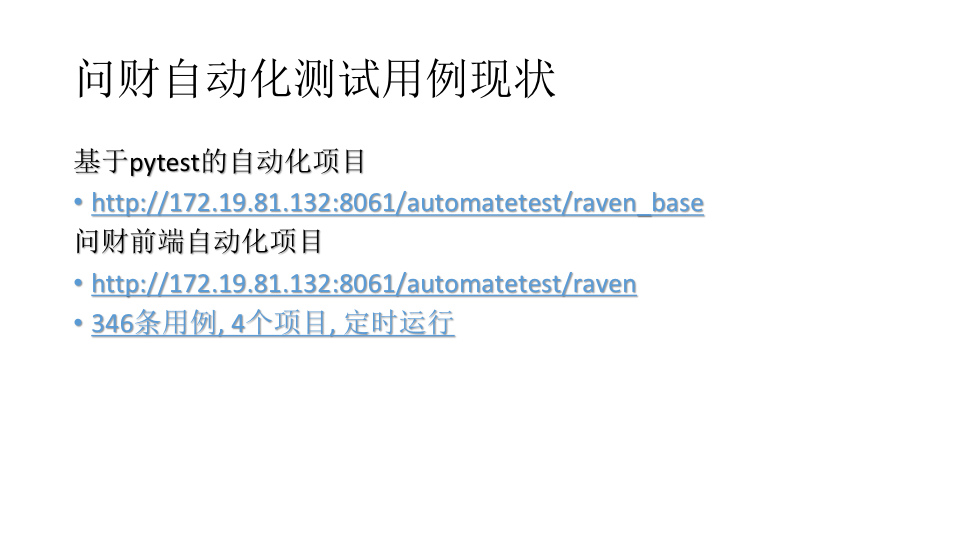 问财自动化测试用例现状
基于pytest的自动化项目
• http://172.19.81.132:8061/automatetest/raven_base
问财前端自动化项目
• http://172.19.81.132:8061/automatetest/raven
• 346条用例, 4个项目, 定时运行